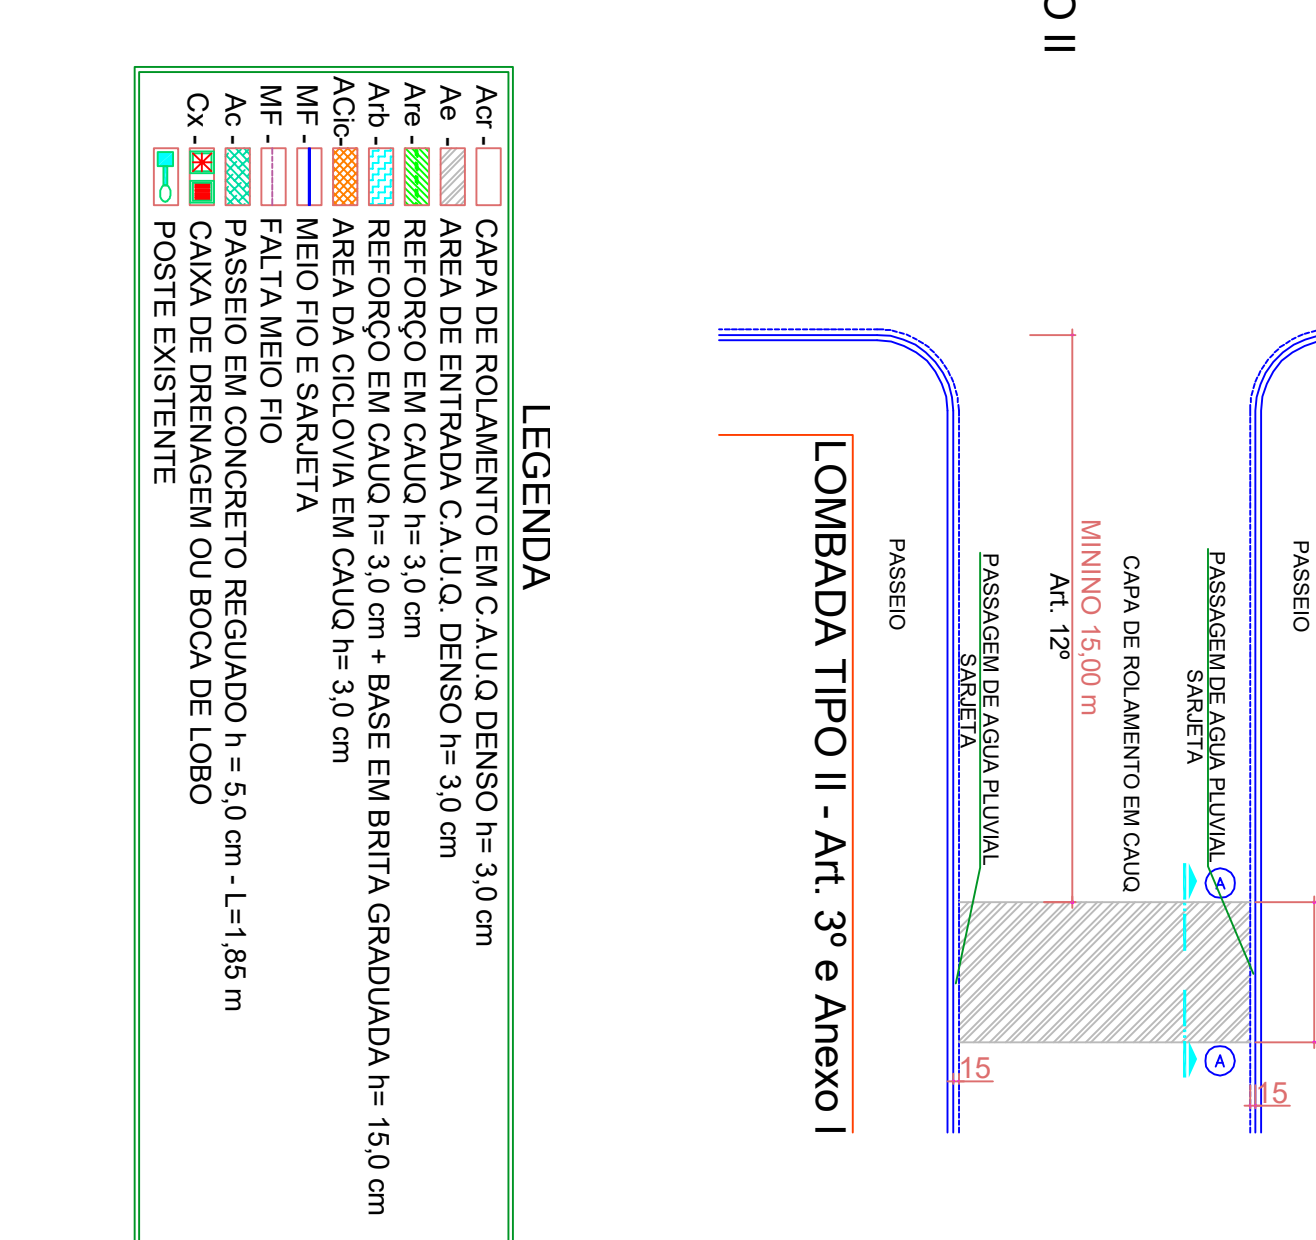 O II
PASSEIO
PASSAGEM DE AGUA PLUVIAL
SARJETA
CAPA DE ROLAMENTO EM CAUQ
MININO 15,00 m
Art. 12º
PASSAGEM DE AGUA PLUVIAL
SARJETA
PASSEIO
A
A
15
15
LOMBADA TIPO II - Art. 3º e Anexo I
LEGENDA
Acr - CAPA DE ROLAMENTO EM C.A.U.Q DENSO h= 3,0 cm
Ae - AREA DE ENTRADA C.A.U.Q. DENSO h= 3,0 cm
Are - REFORÇO EM CAUQ h= 3,0 cm
Arb - REFORÇO EM CAUQ h= 3,0 cm + BASE EM BRITA GRADUADA h= 15,0 cm
ACic- AREA DA CICLOVIA EM CAUQ h= 3,0 cm
MF - MEIO FIO E SARJETA
MF - FALTA MEIO FIO
Ac - PASSEIO EM CONCRETO REGUADO h = 5,0 cm - L=1,85 m
Cx - CAIXA DE DRENAGEM OU BOCA DE LOBO
POSTE EXISTENTE